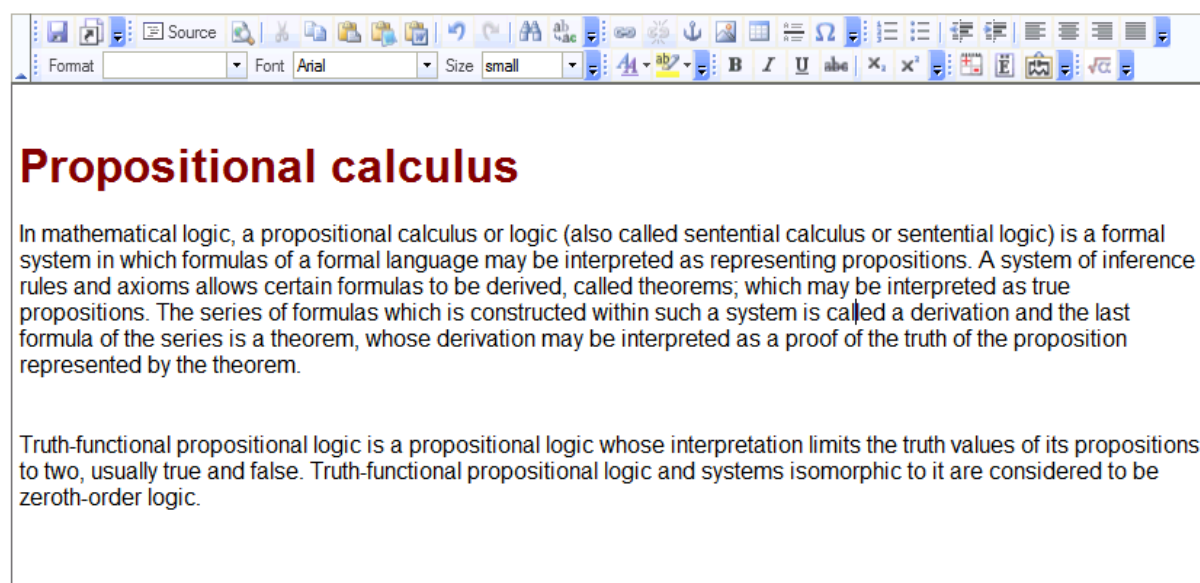 Source
Format Font Arial Size small B I U abc x₂ x²
Propositional calculus
In mathematical logic, a propositional calculus or logic (also called sentential calculus or sentential logic) is a formal
system in which formulas of a formal language may be interpreted as representing propositions. A system of inference
rules and axioms allows certain formulas to be derived, called theorems; which may be interpreted as true
propositions. The series of formulas which is constructed within such a system is called a derivation and the last
formula of the series is a theorem, whose derivation may be interpreted as a proof of the truth of the proposition
represented by the theorem.
Truth-functional propositional logic is a propositional logic whose interpretation limits the truth values of its propositions
to two, usually true and false. Truth-functional propositional logic and systems isomorphic to it are considered to be
zeroth-order logic.